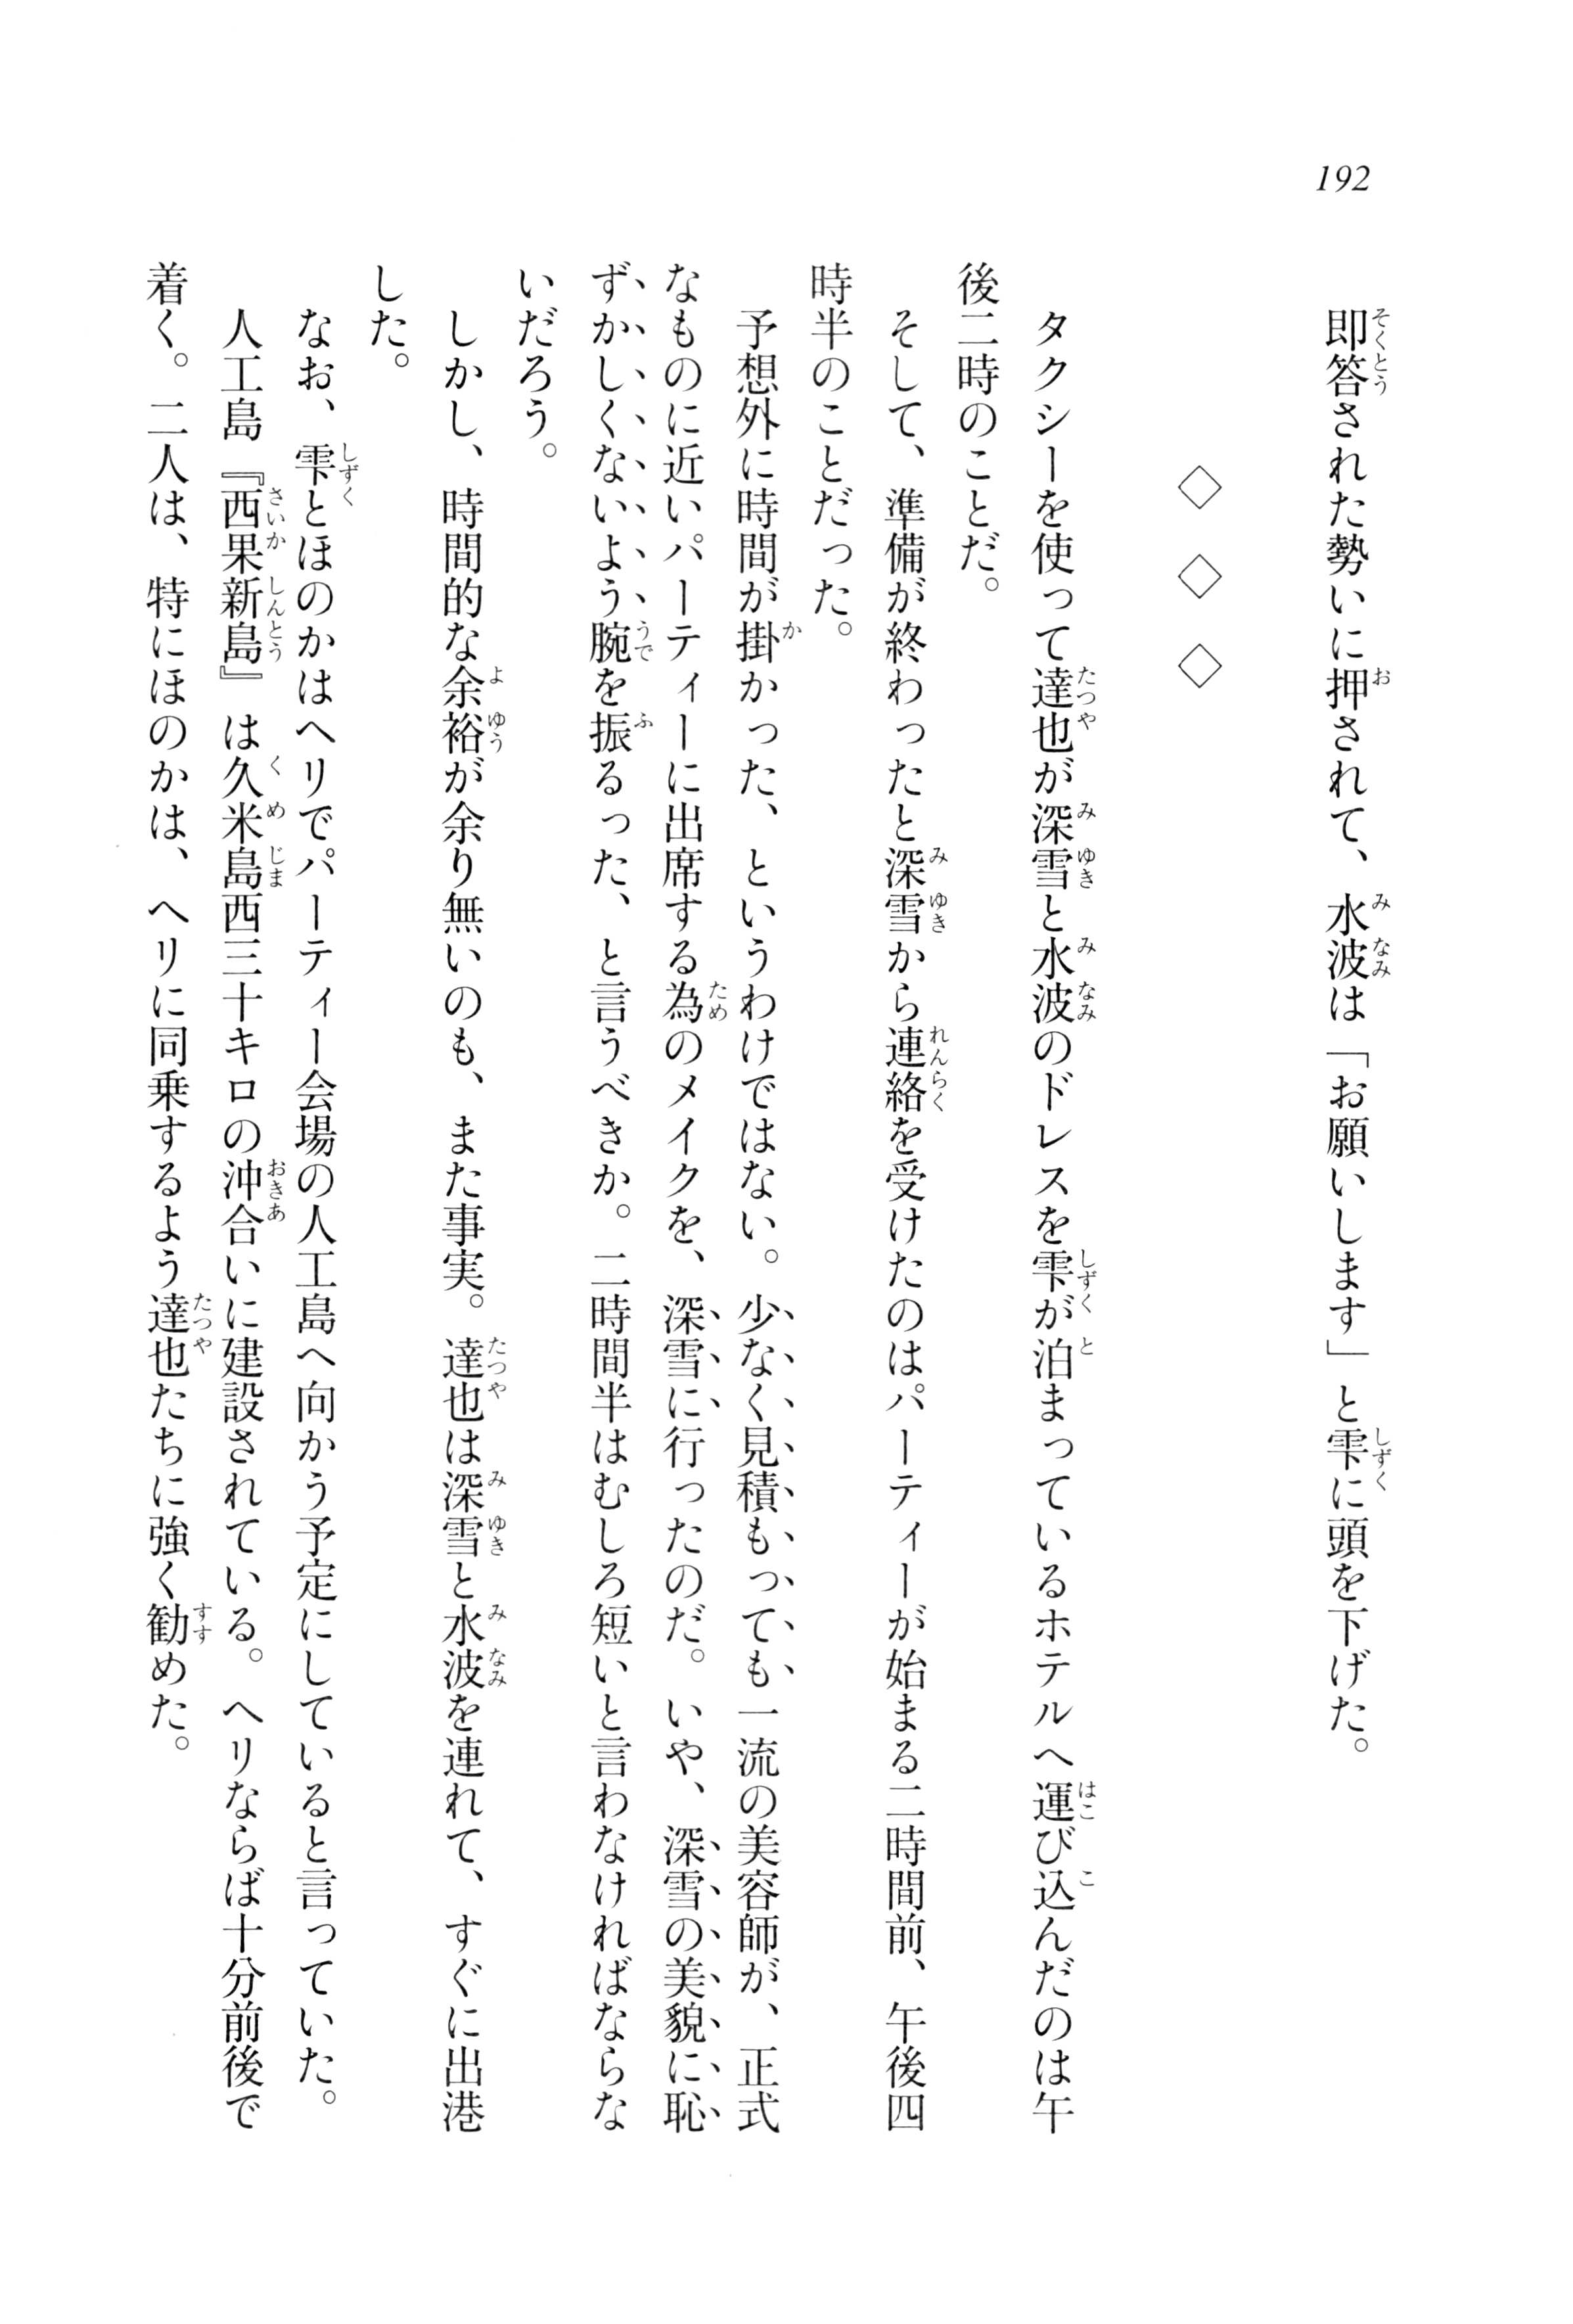 192
即答された勢いに押されて、水波は「お願いします」と雫に頭を下げた。
◇ ◇ ◇
タクシーを使って達也が深雪と水波のドレスを雫が泊まっているホテルへ運び込んだのは午
後二時のことだ。
そして、準備が終わったと深雪から連絡を受けたのはパーティーが始まる二時間前、午後四
時半のことだった。
予想外に時間が掛かった、というわけではない。少なく見積もっても一流の美容師が、正式
なものに近いパーティーに出席する為のメイクを、深雪に行ったのだ。いや、深雪の美貌に恥
ずかしくないよう腕を振るった、と言うべきか。二時間半はむしろ短いと言わなければならな
いだろう。
しかし、時間的な余裕が余り無いのも、また事実。達也は深雪と水波を連れて、すぐに出港
した。
なお、雫とほのかはヘリでパーティー会場の人工島へ向かう予定にしていると言っていた。
人工島『西果新島』は久米島西三十キロの沖合いに建設されている。ヘリならば十分前後で
着く。二人は、特にほのかは、ヘリに同乗するよう達也たちに強く勧めた。